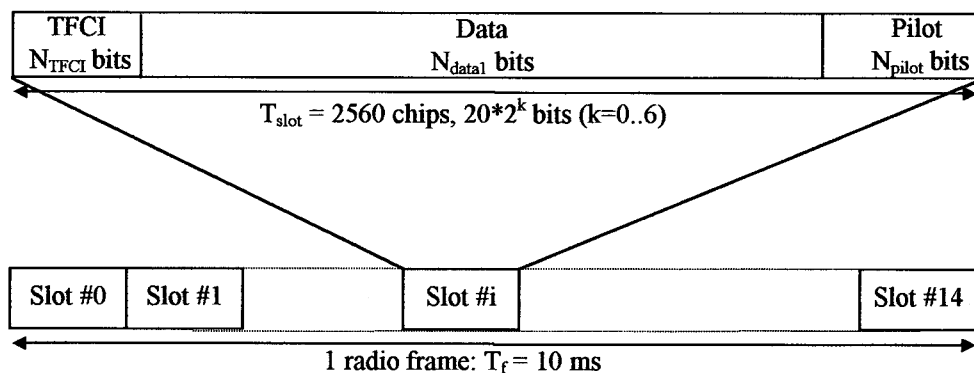 TFCI
N_TFCI bits
Data
N_data1 bits
Pilot
N_pilot bits
T_slot = 2560 chips, 20*2^k bits (k=0..6)
Slot #0 Slot #1 Slot #i Slot #14
1 radio frame: T_f = 10 ms